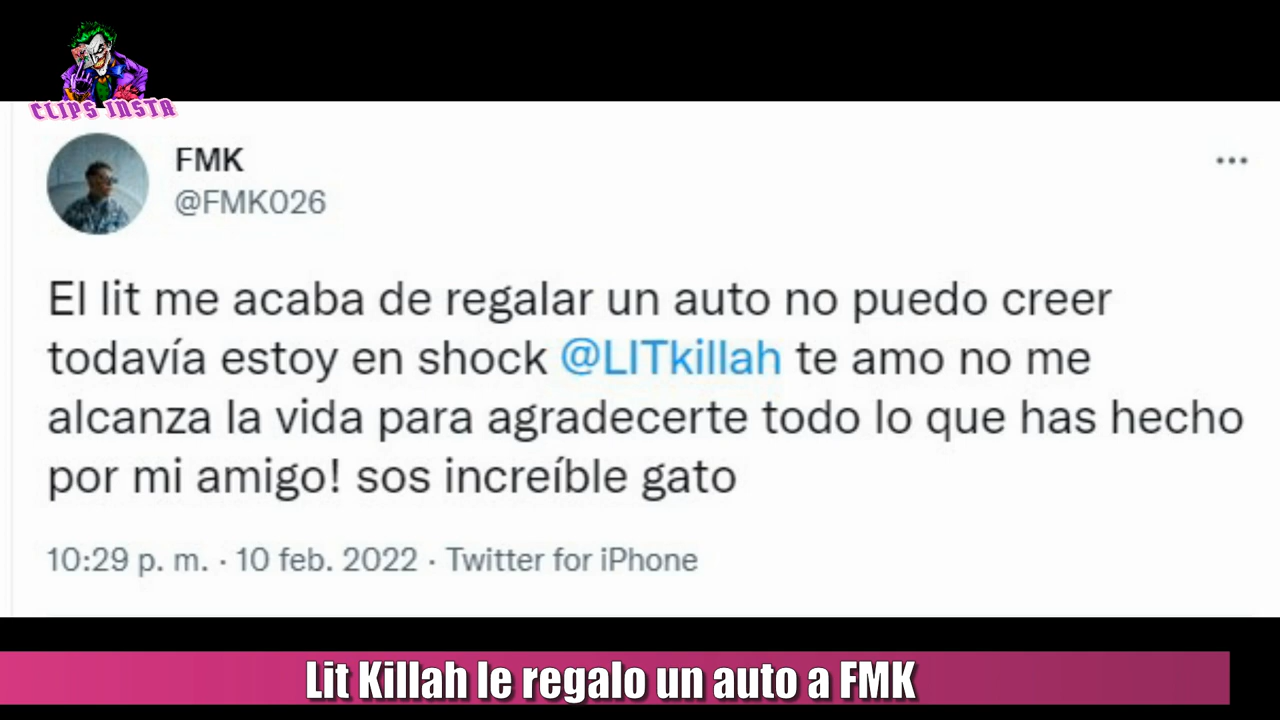 CLIPS INSTA
FMK
@FMK026
El lit me acaba de regalar un auto no puedo creer
todavía estoy en shock @LITkillah te amo no me
alcanza la vida para agradecerte todo lo que has hecho
por mi amigo! sos increíble gato
10:29 p. m. · 10 feb. 2022 · Twitter for iPhone
Lit Killah le regalo un auto a FMK